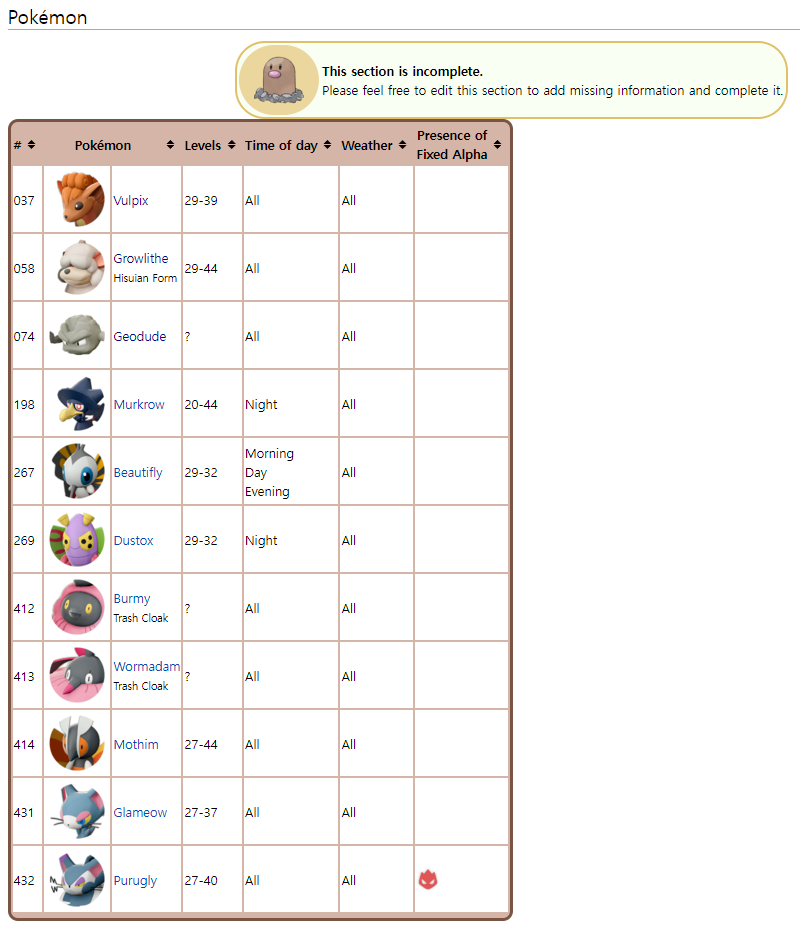 Pokémon
This section is incomplete.
Please feel free to edit this section to add missing information and complete it.
# Pokémon Levels Time of day Weather Presence of
Fixed Alpha
037 Vulpix 29-39 All All
058 Growlithe 29-44 All All
Hisuian Form
074 Geodude ? All All
198 Murkrow 20-44 Night All
267 Beautifly 29-32 Morning All
Day
Evening
269 Dustox 29-32 Night All
412 Burmy ? All All
Trash Cloak
413 Wormadam ? All All
Trash Cloak
414 Mothim 27-44 All All
431 Glameow 27-37 All All
432 Purugly 27-40 All All